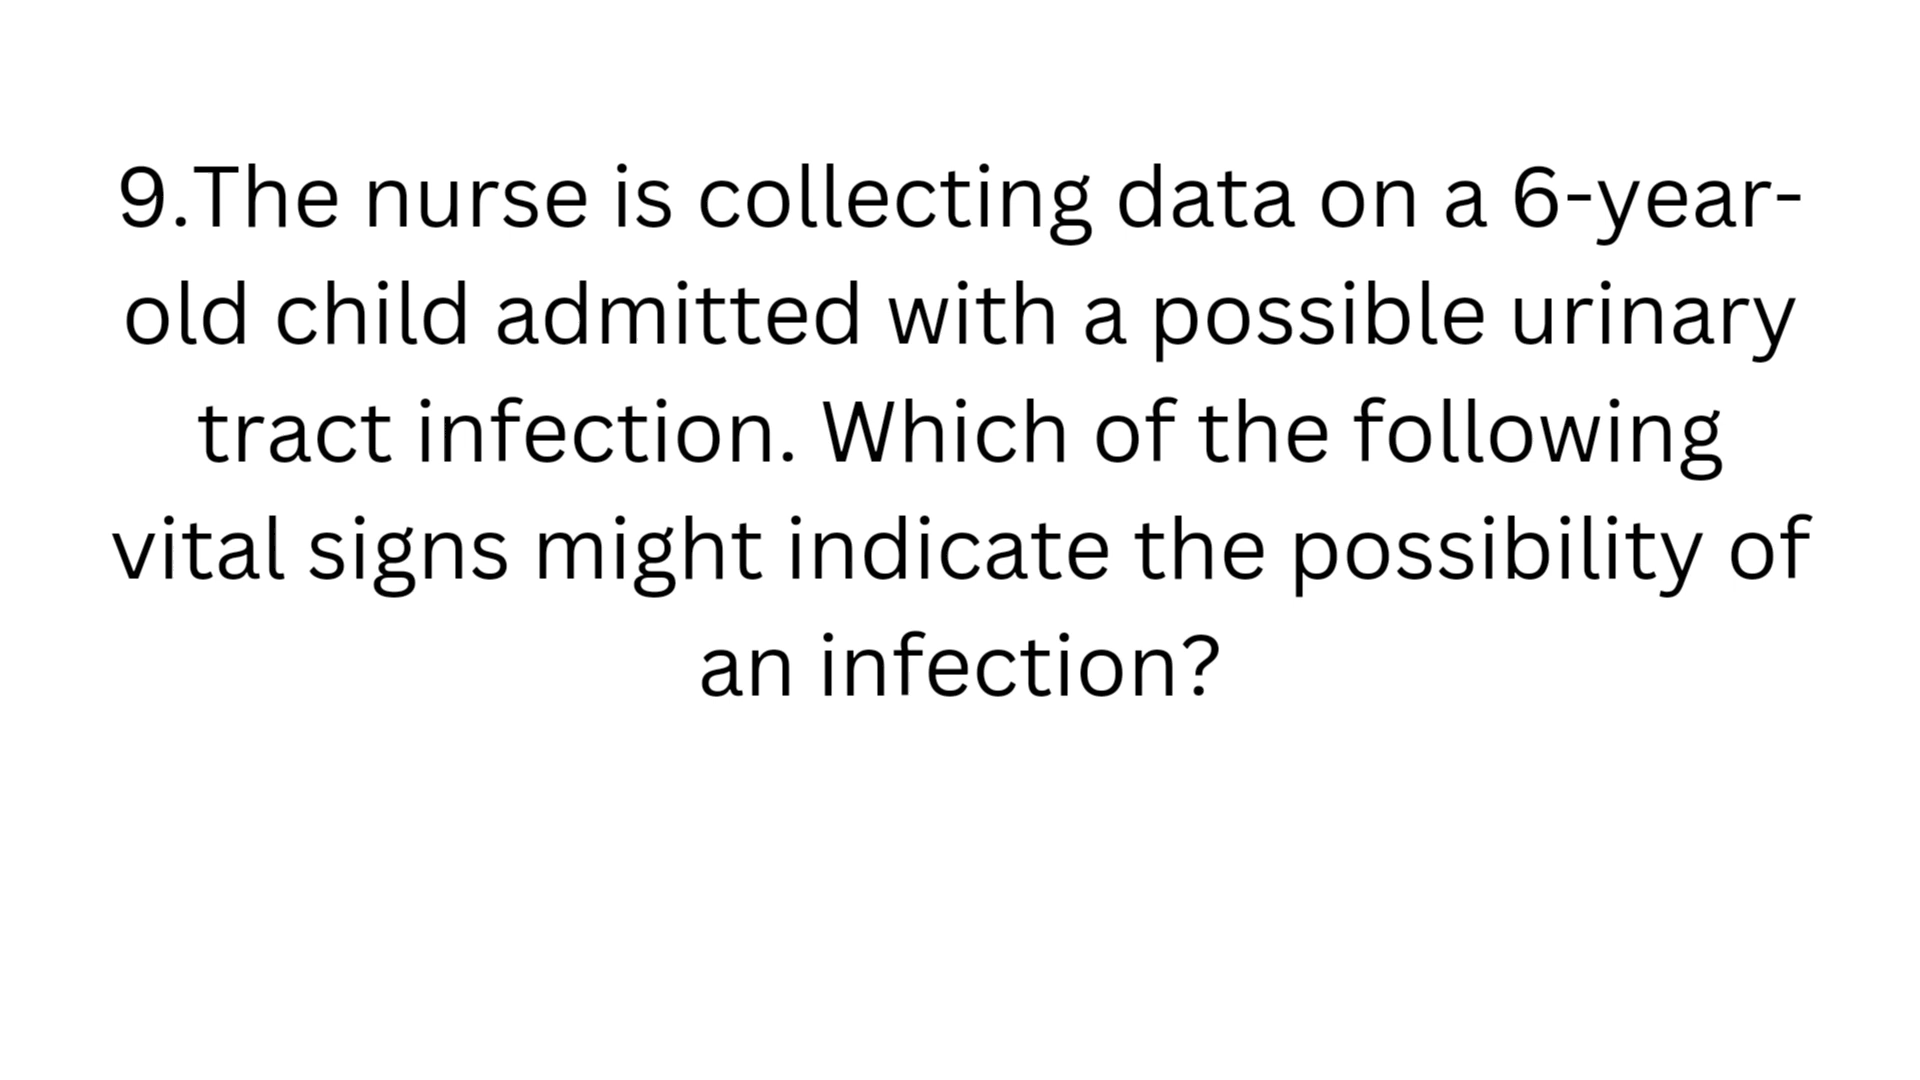 9.The nurse is collecting data on a 6-year-
old child admitted with a possible urinary
tract infection. Which of the following
vital signs might indicate the possibility of
an infection?